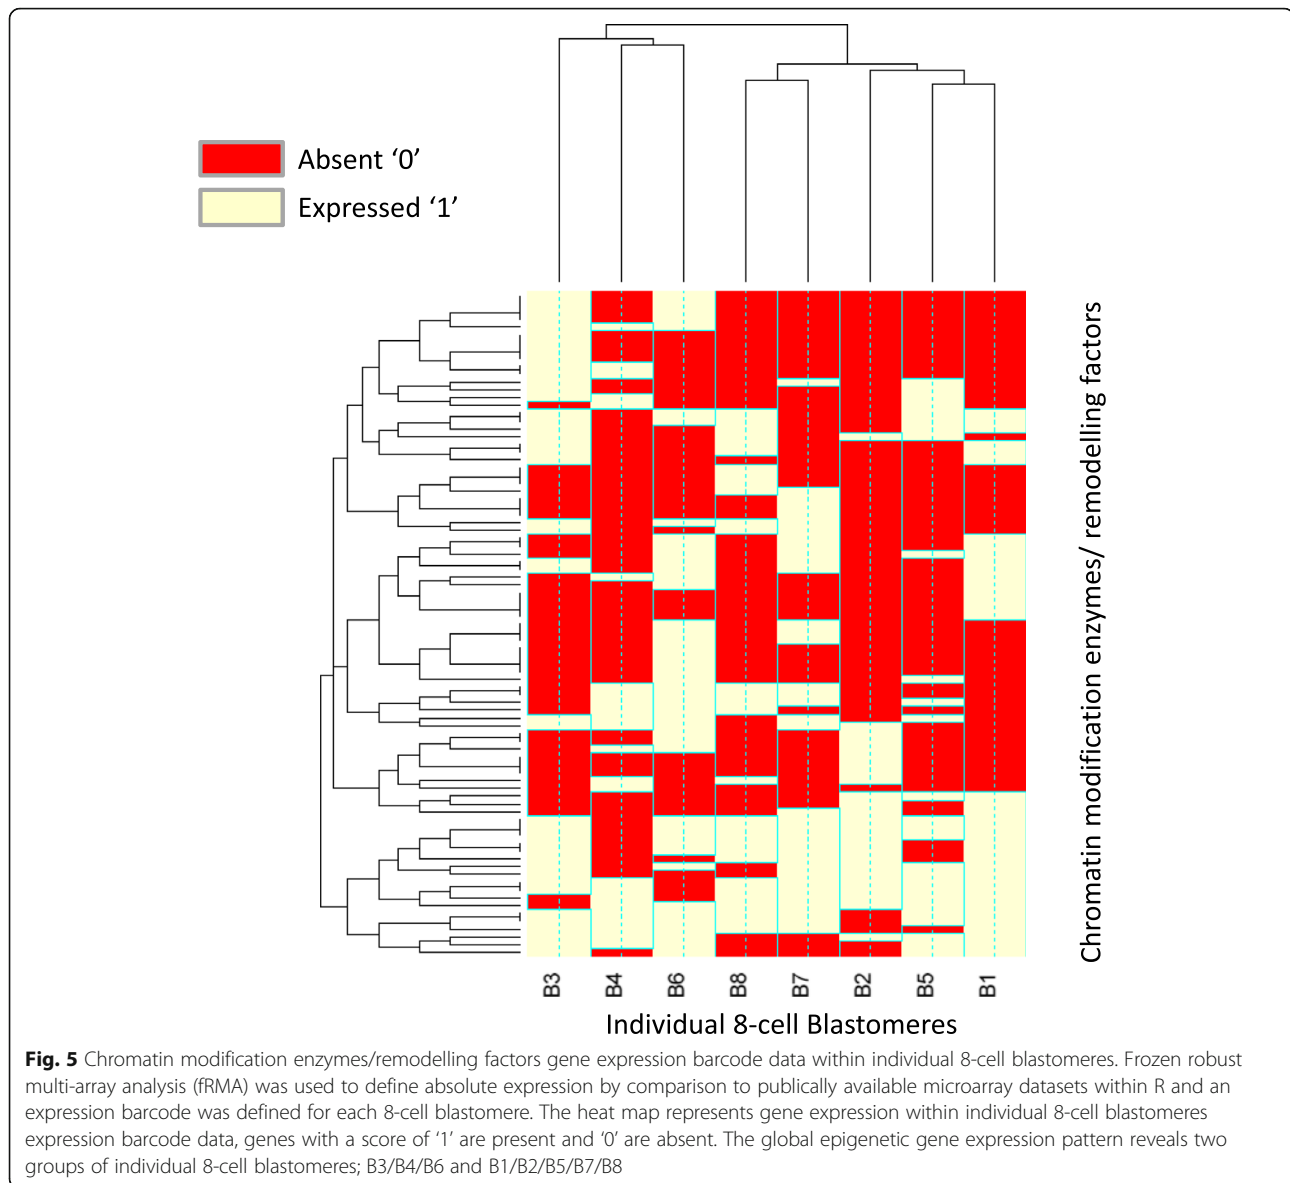 Absent ‘0’
Expressed ‘1’
Chromatin modification enzymes/ remodelling factors
B3 B4 B6 B8 B7 B2 B5 B1
Individual 8-cell Blastomeres
Fig. 5 Chromatin modification enzymes/remodelling factors gene expression barcode data within individual 8-cell blastomeres. Frozen robust
multi-array analysis (fRMA) was used to define absolute expression by comparison to publically available microarray datasets within R and an
expression barcode was defined for each 8-cell blastomere. The heat map represents gene expression within individual 8-cell blastomeres
expression barcode data, genes with a score of ‘1’ are present and ‘0’ are absent. The global epigenetic gene expression pattern reveals two
groups of individual 8-cell blastomeres; B3/B4/B6 and B1/B2/B5/B7/B8